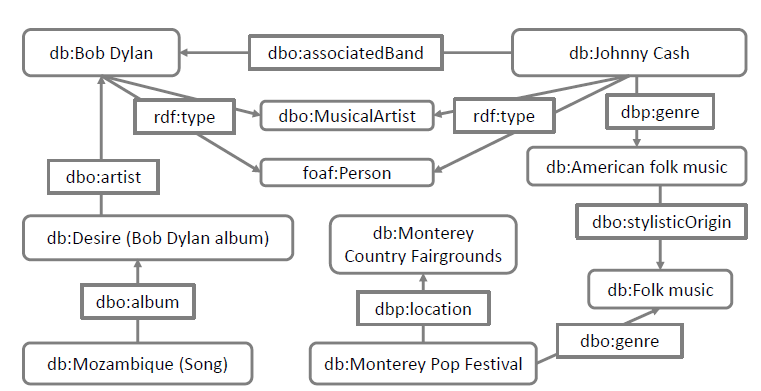 db:Bob Dylan
dbo:associatedBand
db:Johnny Cash
rdf:type
dbo:MusicalArtist
rdf:type
dbp:genre
dbo:artist
foaf:Person
db:American folk music
dbo:stylisticOrigin
db:Desire (Bob Dylan album)
db:Monterey
Country Fairgrounds
dbo:album
dbp:location
db:Folk music
dbo:genre
db:Mozambique (Song)
db:Monterey Pop Festival